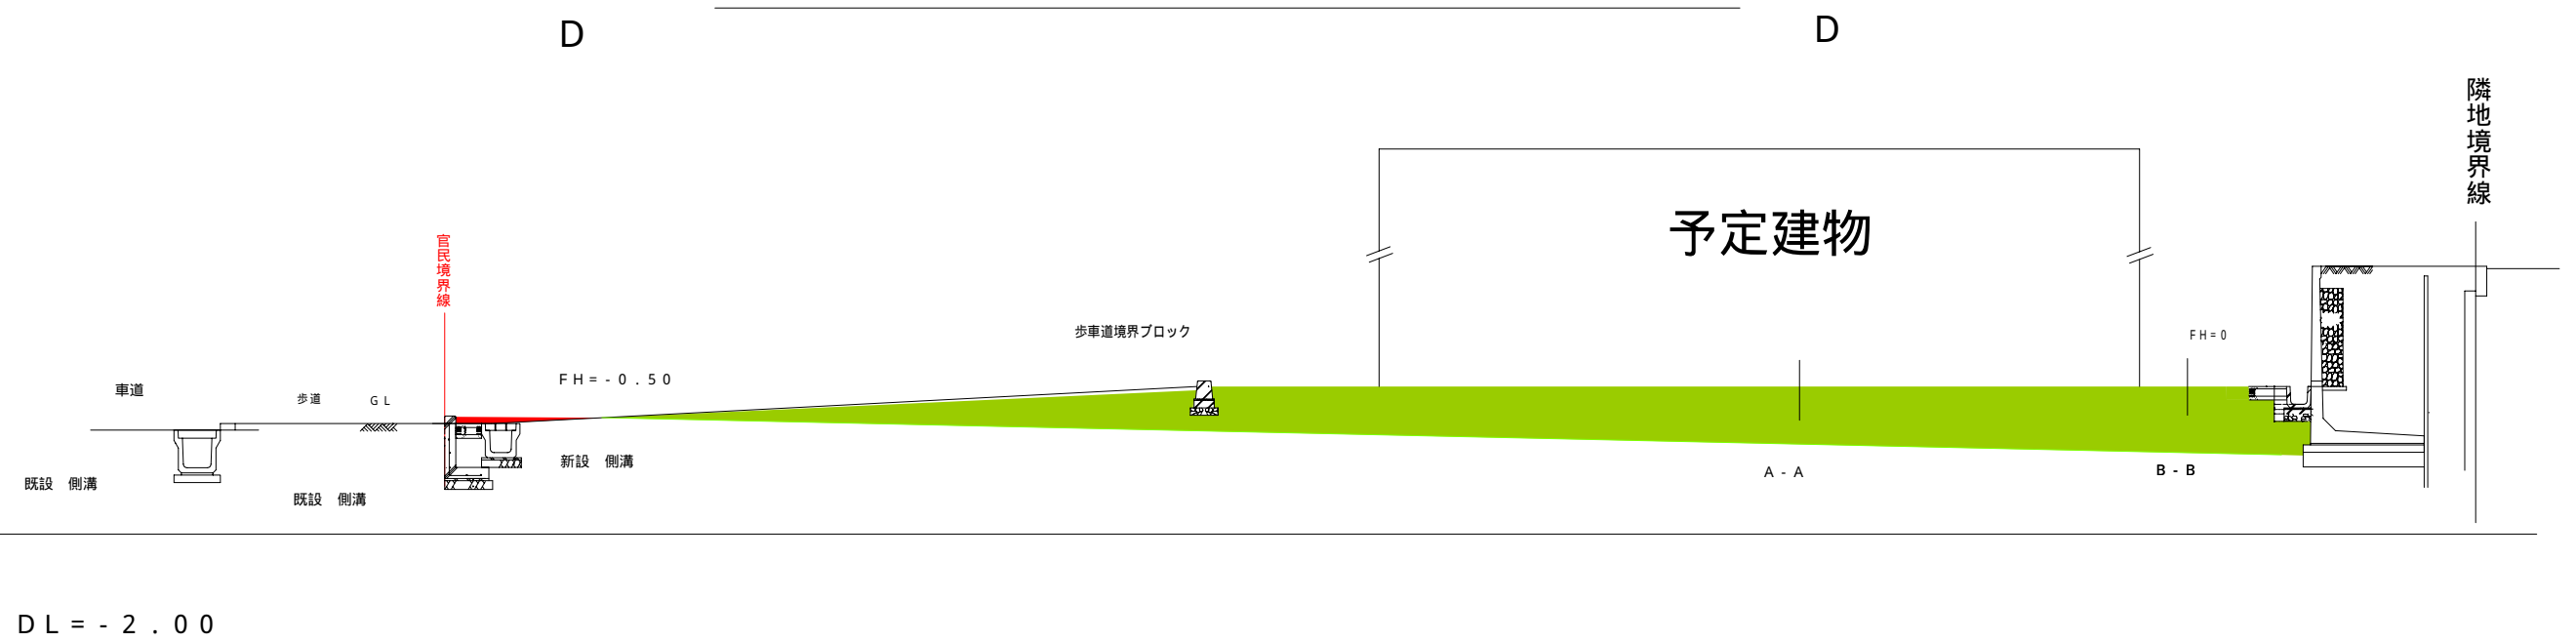 D
D
隣地境界線
予定建物
官民境界線
歩車道境界ブロック
FH=0
FH=-0.50
車道
歩道
GL
新設　側溝
A-A
B-B
既設　側溝
既設　側溝
DL=-2.00